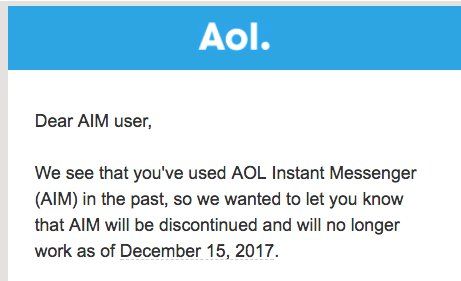 Aol.
Dear AIM user,
We see that you've used AOL Instant Messenger
(AIM) in the past, so we wanted to let you know
that AIM will be discontinued and will no longer
work as of December 15, 2017.